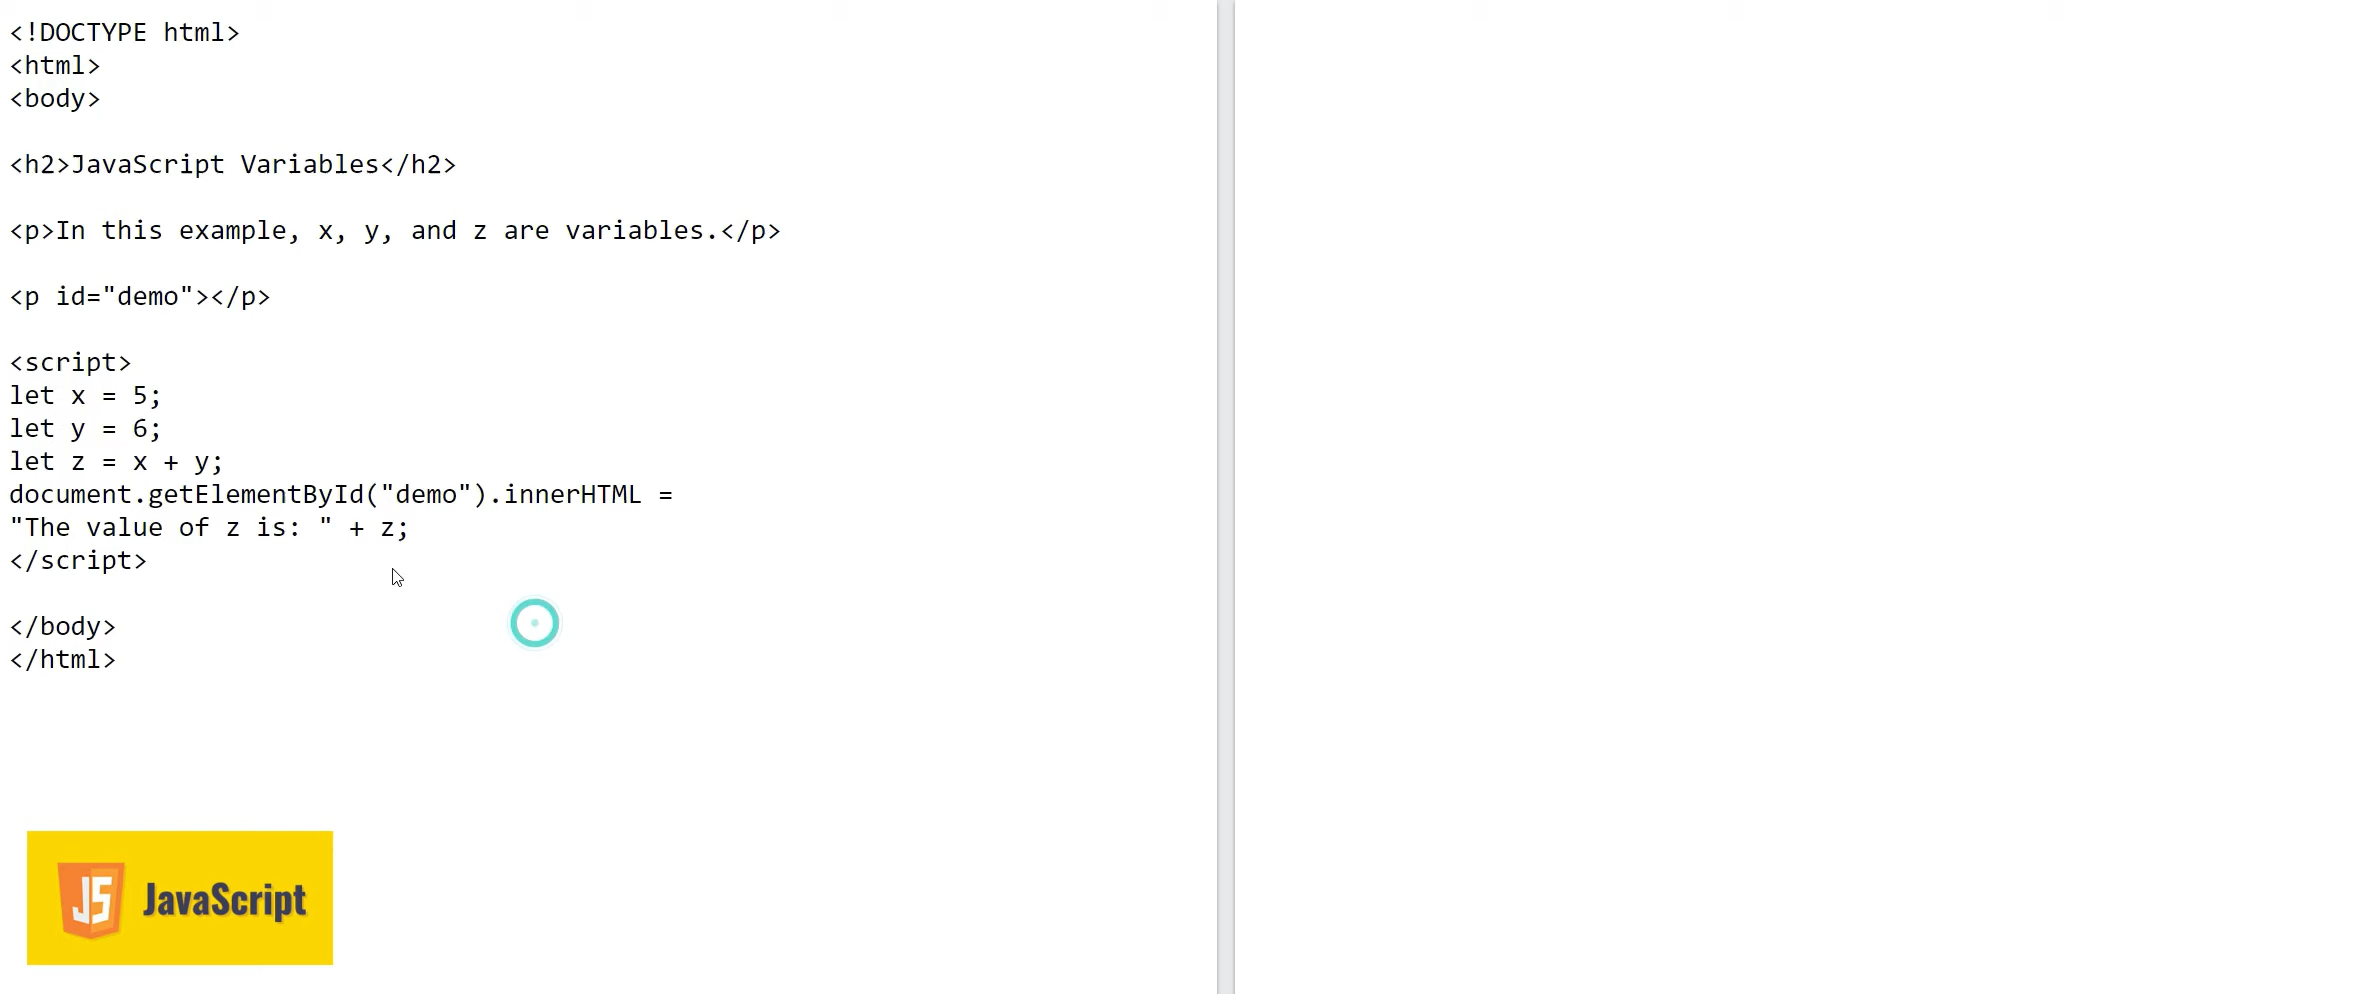 <!DOCTYPE html>
<html>
<body>
<h2>JavaScript Variables</h2>
<p>In this example, x, y, and z are variables.</p>
<p id="demo"></p>
<script>
let x = 5;
let y = 6;
let z = x + y;
document.getElementById("demo").innerHTML =
"The value of z is: " + z;
</script>
</body>
</html>
JS JavaScript